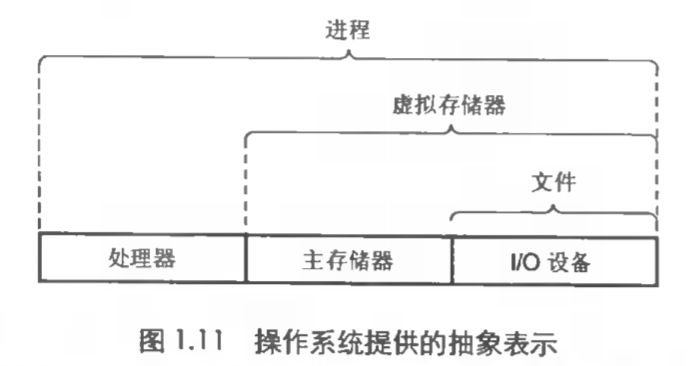 进程
虚拟存储器
文件
处理器 主存储器 I/O 设备
图 1.11 操作系统提供的抽象表示